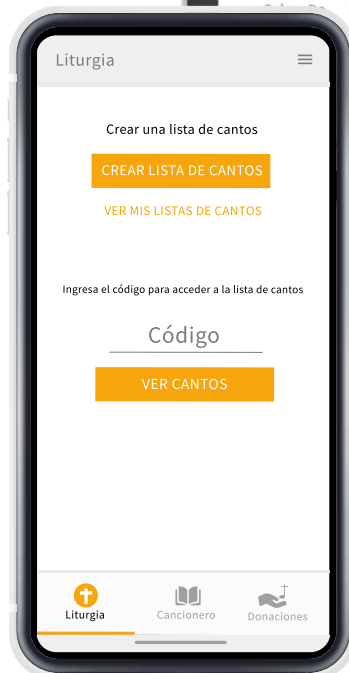 Liturgia
Crear una lista de cantos
CREAR LISTA DE CANTOS
VER MIS LISTAS DE CANTOS
Ingresa el código para acceder a la lista de cantos
Código
VER CANTOS
Liturgia
Cancionero
Donaciones